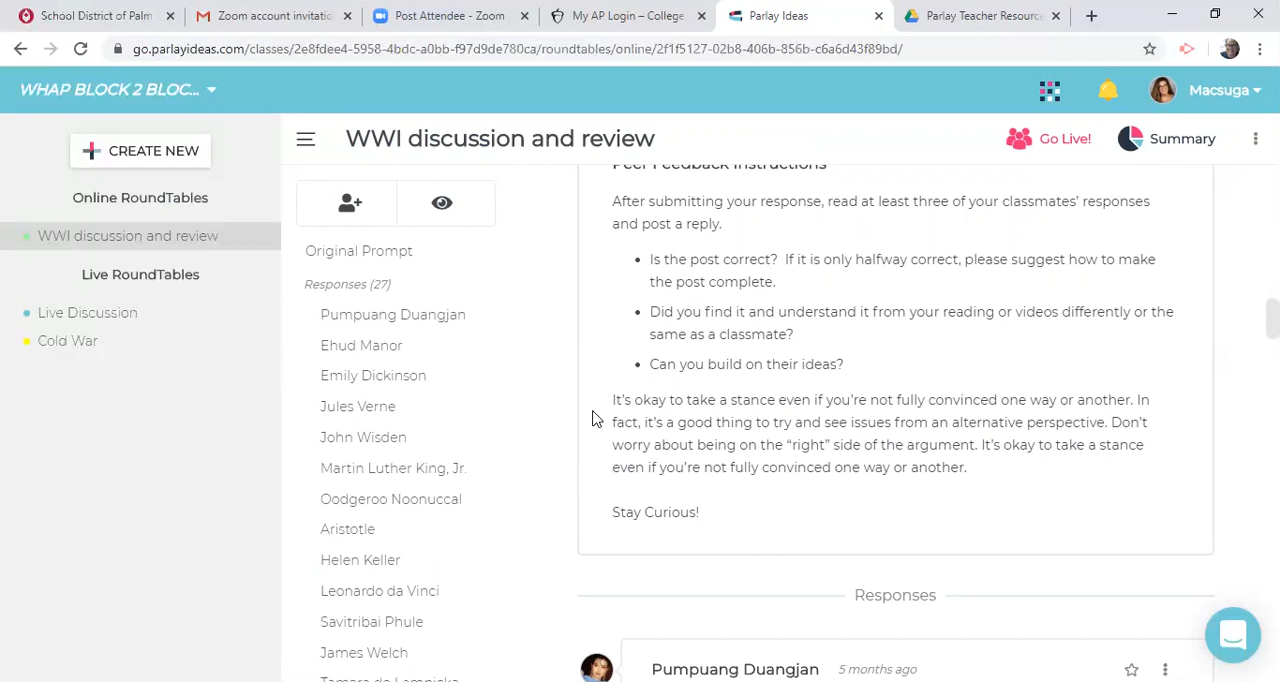 School District of Palm
Zoom account invitati
Post Attendee - Zoom
My AP Login – College
Parlay Ideas
Parlay Teacher Resourc
go.parlayideas.com/classes/2e8fdee4-5958-4bdc-a0bb-f97d9de780ca/roundtables/online/2f1f5127-02b8-406b-856b-c6a6d43f89bd/
WHAP BLOCK 2 BLOC...
Macsuga
CREATE NEW
Online RoundTables
WWI discussion and review
Live RoundTables
Live Discussion
Cold War
WWI discussion and review
Go Live!
Summary
Original Prompt
Responses (27)
Pumpuang Duangjan
Ehud Manor
Emily Dickinson
Jules Verne
John Wisden
Martin Luther King, Jr.
Oodgeroo Noonuccal
Aristotle
Helen Keller
Leonardo da Vinci
Savitribai Phule
James Welch
Tamara de Lempicka
Peer Feedback Instructions
After submitting your response, read at least three of your classmates' responses
and post a reply.
• Is the post correct? If it is only halfway correct, please suggest how to make
the post complete.
• Did you find it and understand it from your reading or videos differently or the
same as a classmate?
• Can you build on their ideas?
It's okay to take a stance even if you're not fully convinced one way or another. In
fact, it's a good thing to try and see issues from an alternative perspective. Don't
worry about being on the “right” side of the argument. It's okay to take a stance
even if you're not fully convinced one way or another.
Stay Curious!
Responses
Pumpuang Duangjan
5 months ago